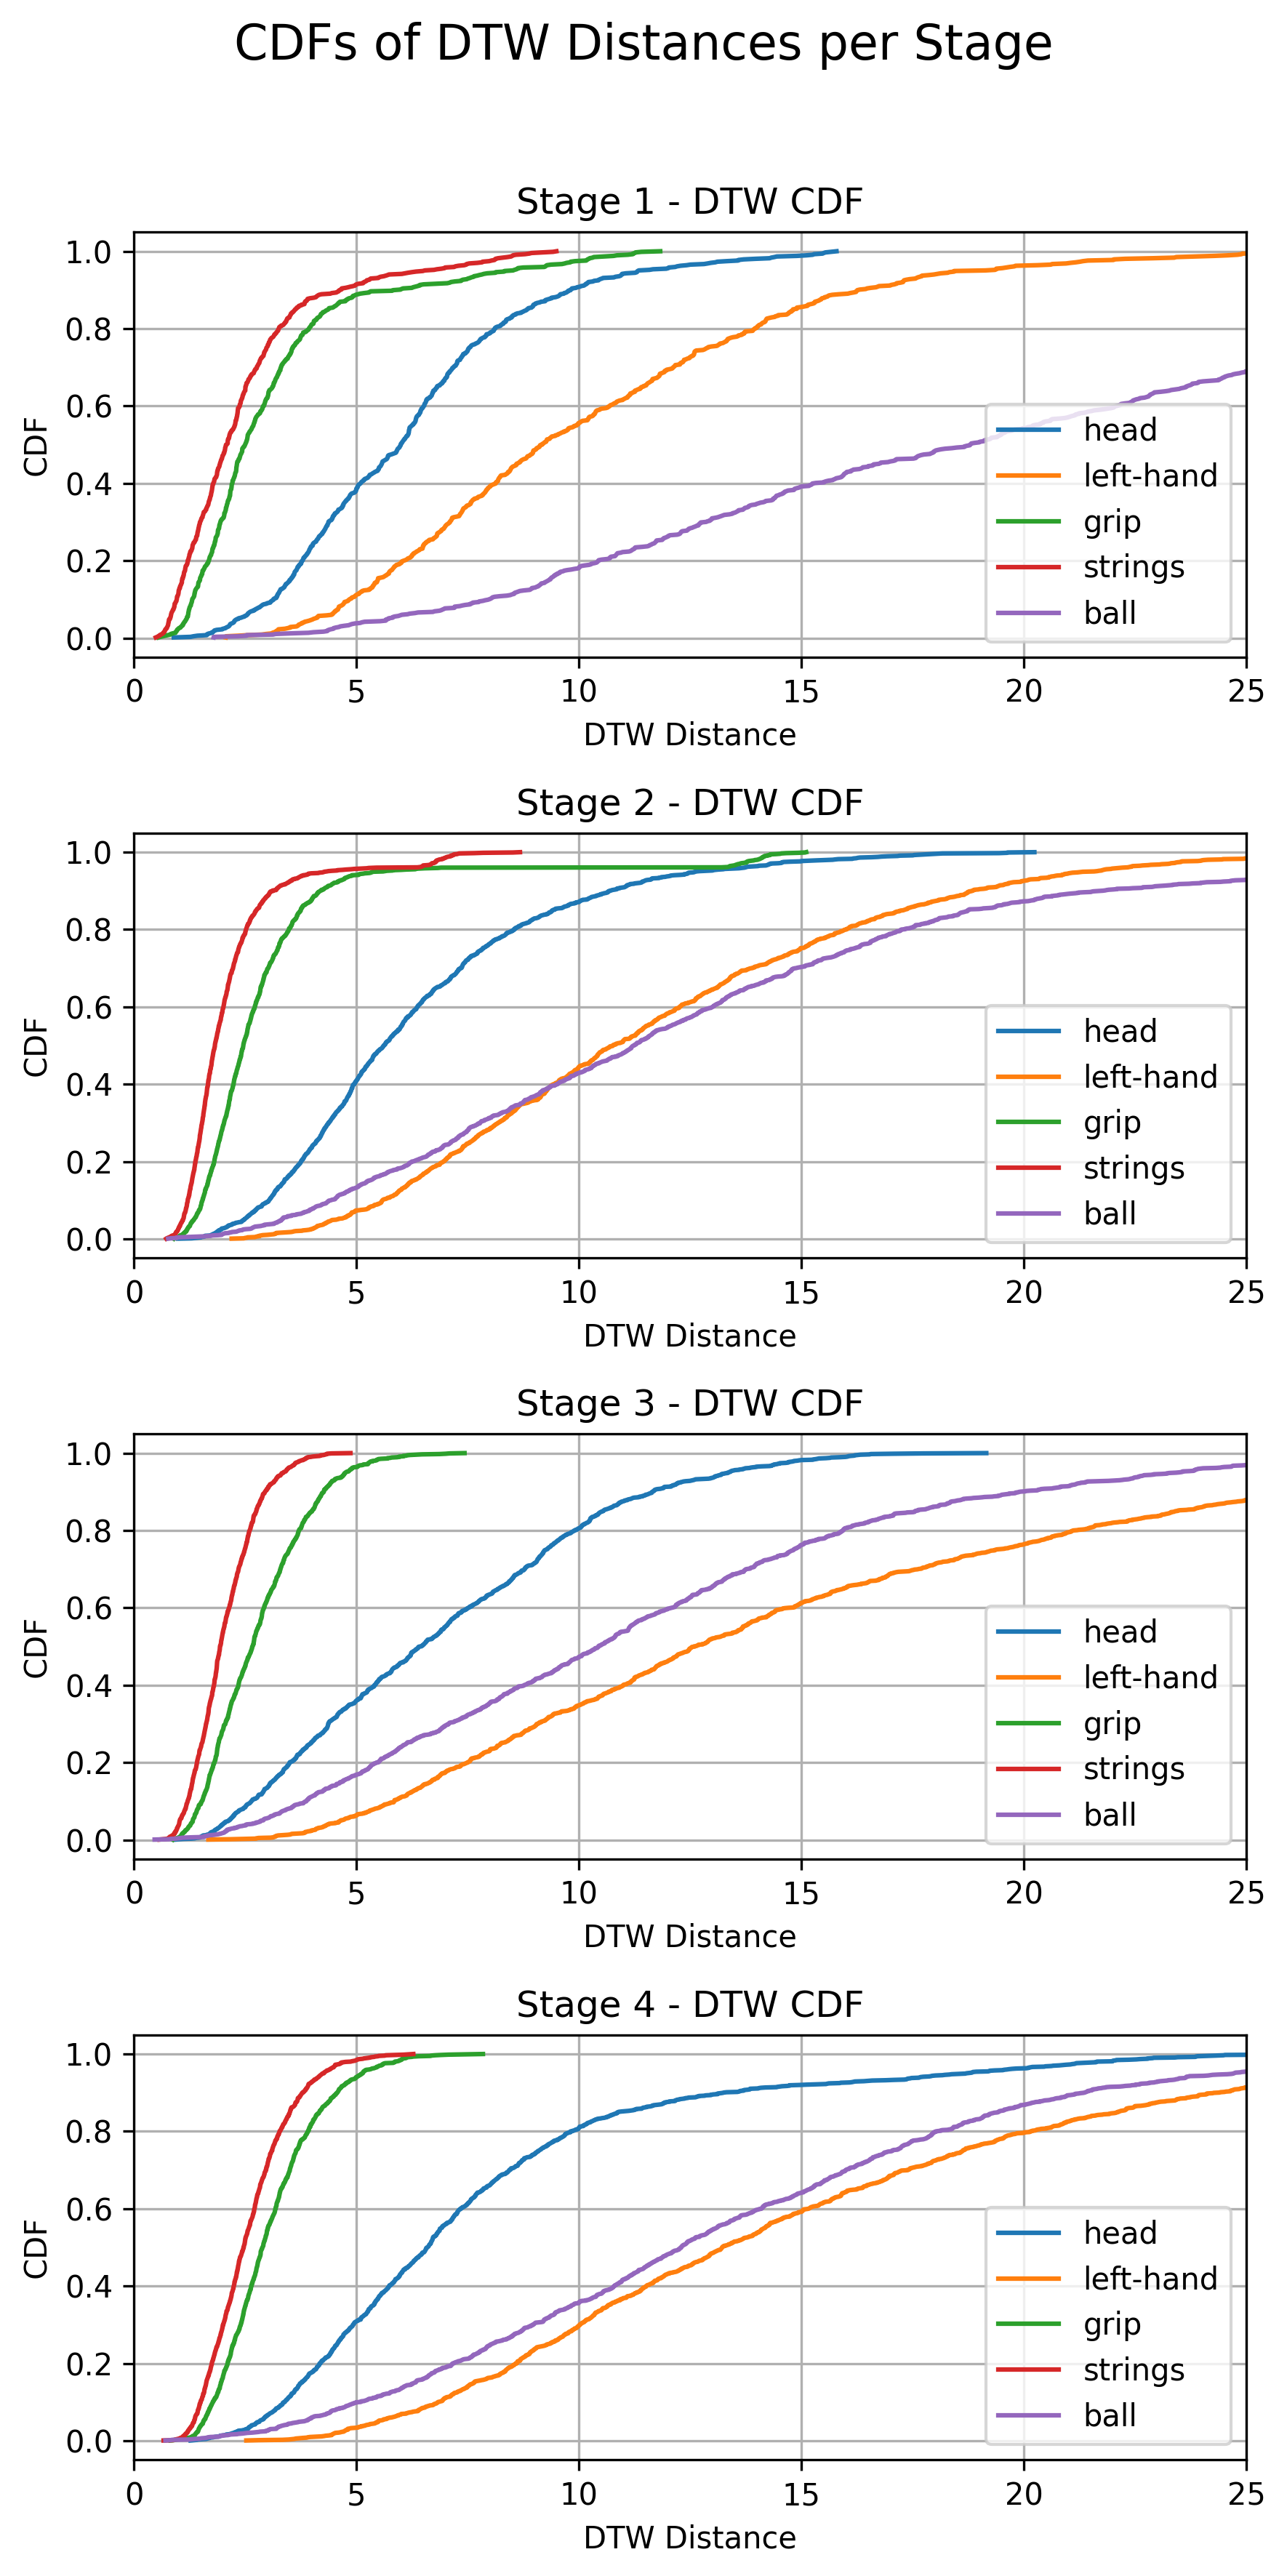 CDFs of DTW Distances per Stage
Stage 1 - DTW CDF
1.0
0.8
0.6
0.4
0.2
0.0
CDF
head
left-hand
grip
strings
ball
0 5 10 15 20 25
DTW Distance
Stage 2 - DTW CDF
1.0
0.8
0.6
0.4
0.2
0.0
CDF
head
left-hand
grip
strings
ball
0 5 10 15 20 25
DTW Distance
Stage 3 - DTW CDF
1.0
0.8
0.6
0.4
0.2
0.0
CDF
head
left-hand
grip
strings
ball
0 5 10 15 20 25
DTW Distance
Stage 4 - DTW CDF
1.0
0.8
0.6
0.4
0.2
0.0
CDF
head
left-hand
grip
strings
ball
0 5 10 15 20 25
DTW Distance